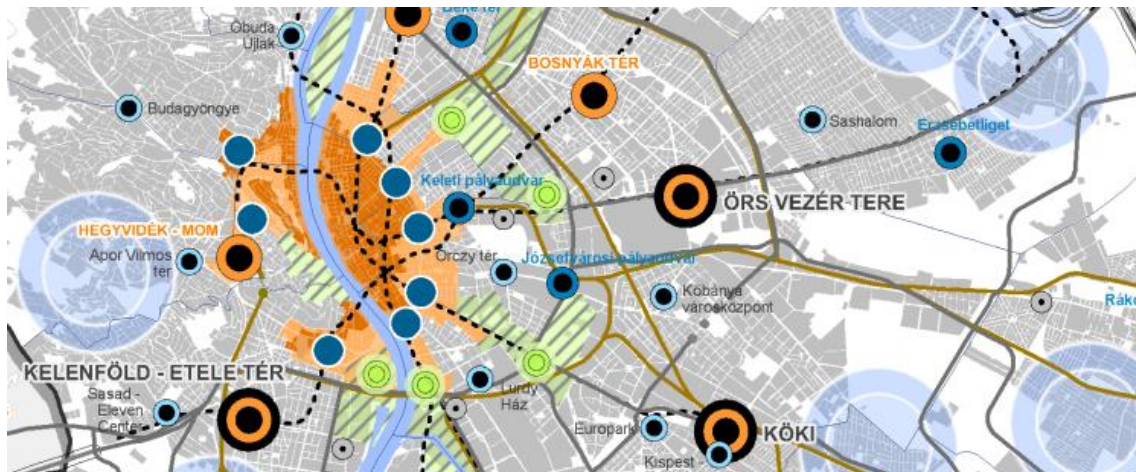 Béke tér
Óbuda
Újlak
BOSNYÁK TÉR
Budagyöngye
Sashalom
Erzsébetliget
Keleti pályaudvar
ÖRS VEZÉR TERE
HEGYVIDÉK - MOM
Apor Vilmos
tér
Orczy tér
Józsefvárosi pályaudvar
Kőbánya
városközpont
Rák
KELENFÖLD - ETELE TÉR
Sasad -
Eleven
Center
Lurdy
Ház
Europark
KÖKI
Kispest -